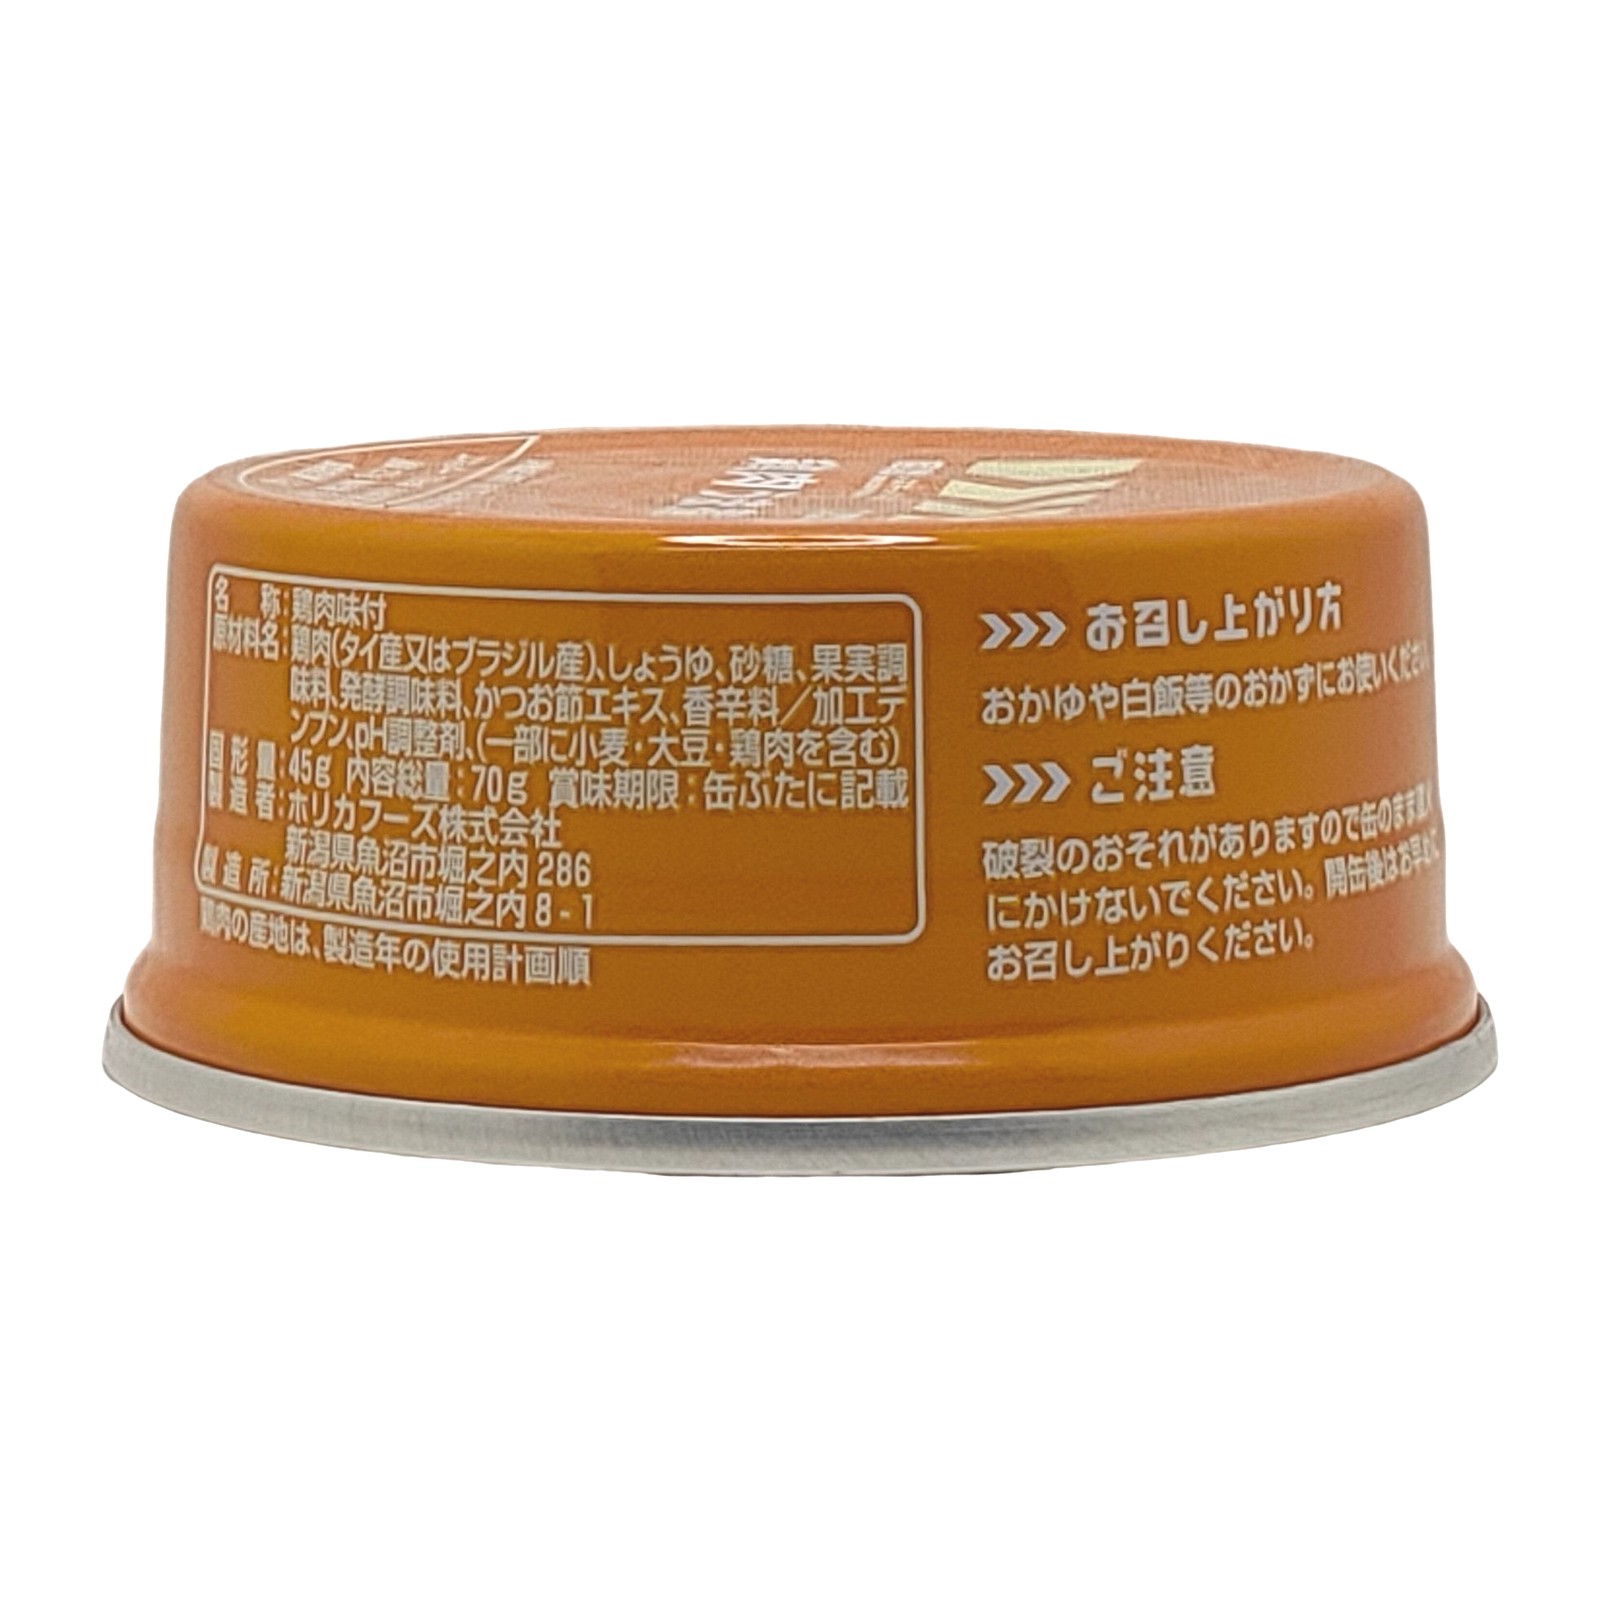 名称:鶏肉味付
原材料名:鶏肉(タイ産又はブラジル産)、しょうゆ、砂糖、果実調
味料、発酵調味料、かつお節エキス、香辛料／加工デ
ンプン、pH調整剤、(一部に小麦・大豆・鶏肉を含む)
固形量:45g 内容総量:70g 賞味期限:缶ぶたに記載
製造者:ホリカフーズ株式会社
新潟県魚沼市堀之内286
製造所:新潟県魚沼市堀之内8-1
鶏肉の産地は、製造年の使用計画順
>>> お召し上がり方
おかゆや白飯等のおかずにお使いください
>>> ご注意
破裂のおそれがありますので缶のまま直火
にかけないでください。開缶後はお早めに
お召し上がりください。